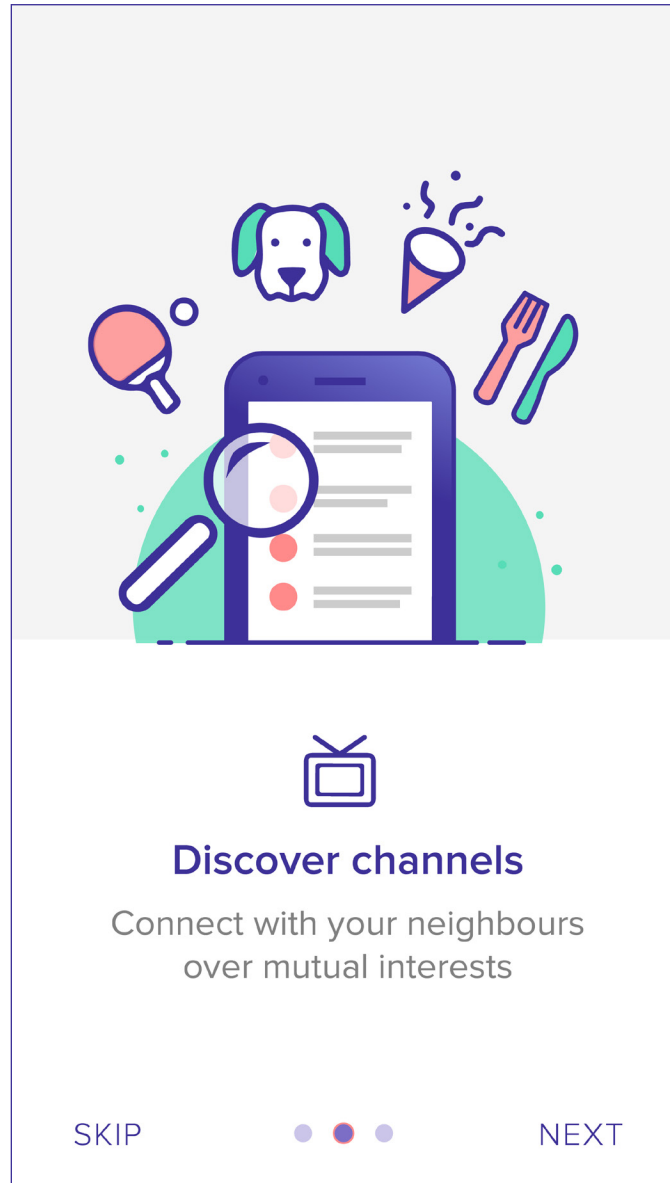 Discover channels
Connect with your neighbours
over mutual interests
SKIP
NEXT